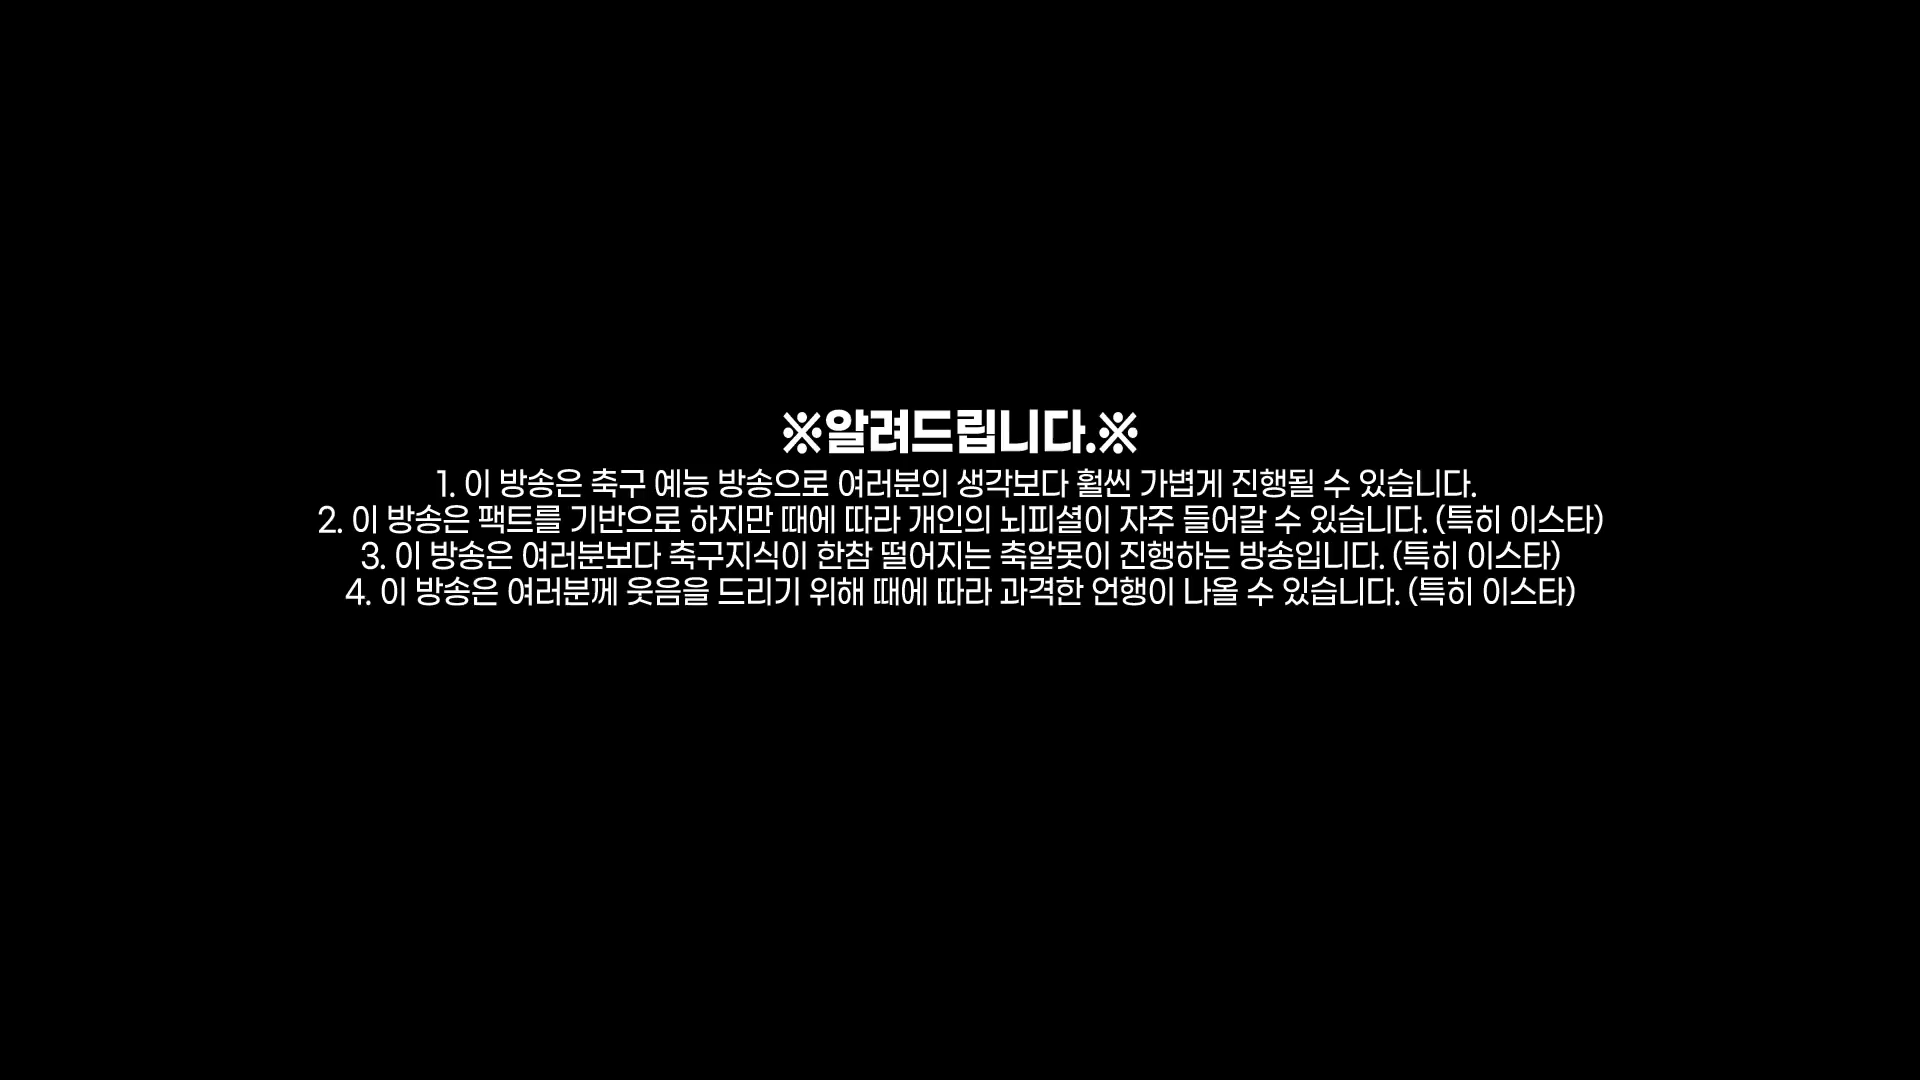 ※알려드립니다.※
1. 이 방송은 축구 예능 방송으로 여러분의 생각보다 훨씬 가볍게 진행될 수 있습니다.
2. 이 방송은 팩트를 기반으로 하지만 때에 따라 개인의 뇌피셜이 자주 들어갈 수 있습니다. (특히 이스타)
3. 이 방송은 여러분보다 축구지식이 한참 떨어지는 축알못이 진행하는 방송입니다. (특히 이스타)
4. 이 방송은 여러분께 웃음을 드리기 위해 때에 따라 과격한 언행이 나올 수 있습니다. (특히 이스타)